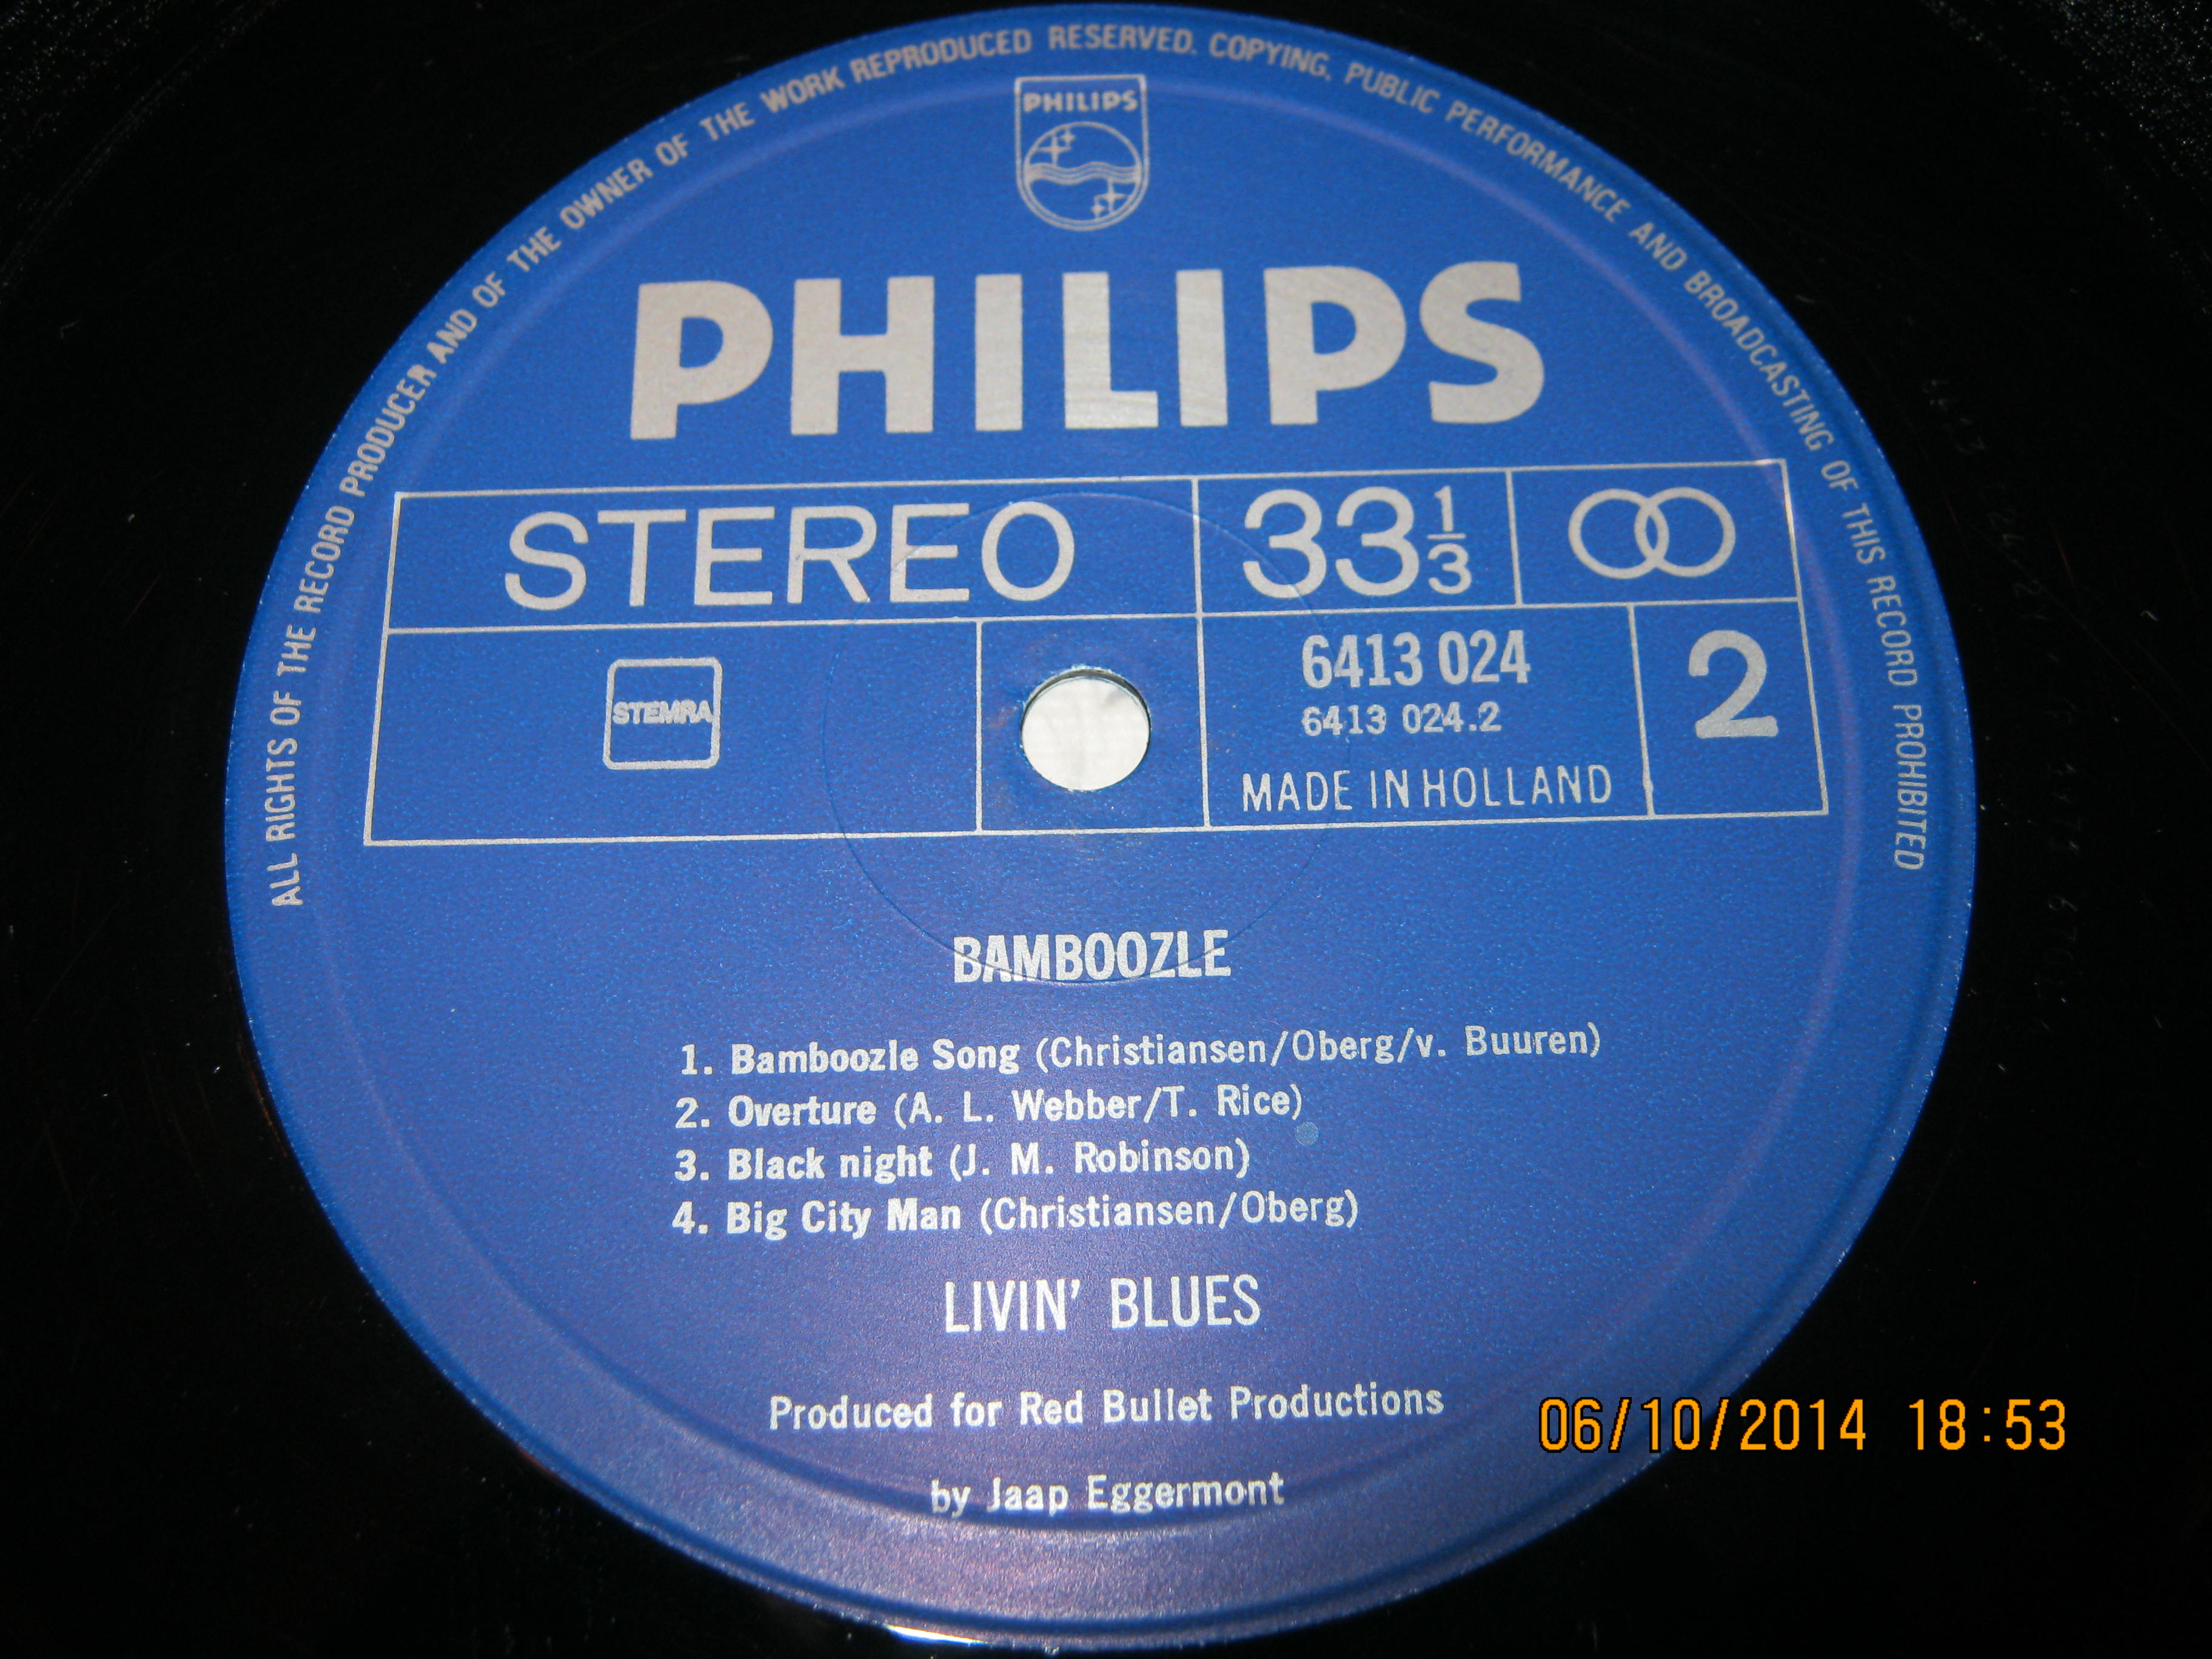 ALL RIGHTS OF THE RECORD PRODUCER AND OF THE OWNER OF THE WORK REPRODUCED RESERVED. COPYING, PUBLIC PERFORMANCE AND BROADCASTING OF THIS RECORD PROHIBITED
PHILIPS
PHILIPS
STEREO 33 1/3
STEMRA
6413 024 2
6413 024.2
MADE IN HOLLAND
BAMBOOZLE
1. Bamboozle Song (Christiansen/Oberg/v. Buuren)
2. Overture (A. L. Webber/T. Rice)
3. Black night (J. M. Robinson)
4. Big City Man (Christiansen/Oberg)
LIVIN' BLUES
Produced for Red Bullet Productions
by Jaap Eggermont
06/10/2014 18:53